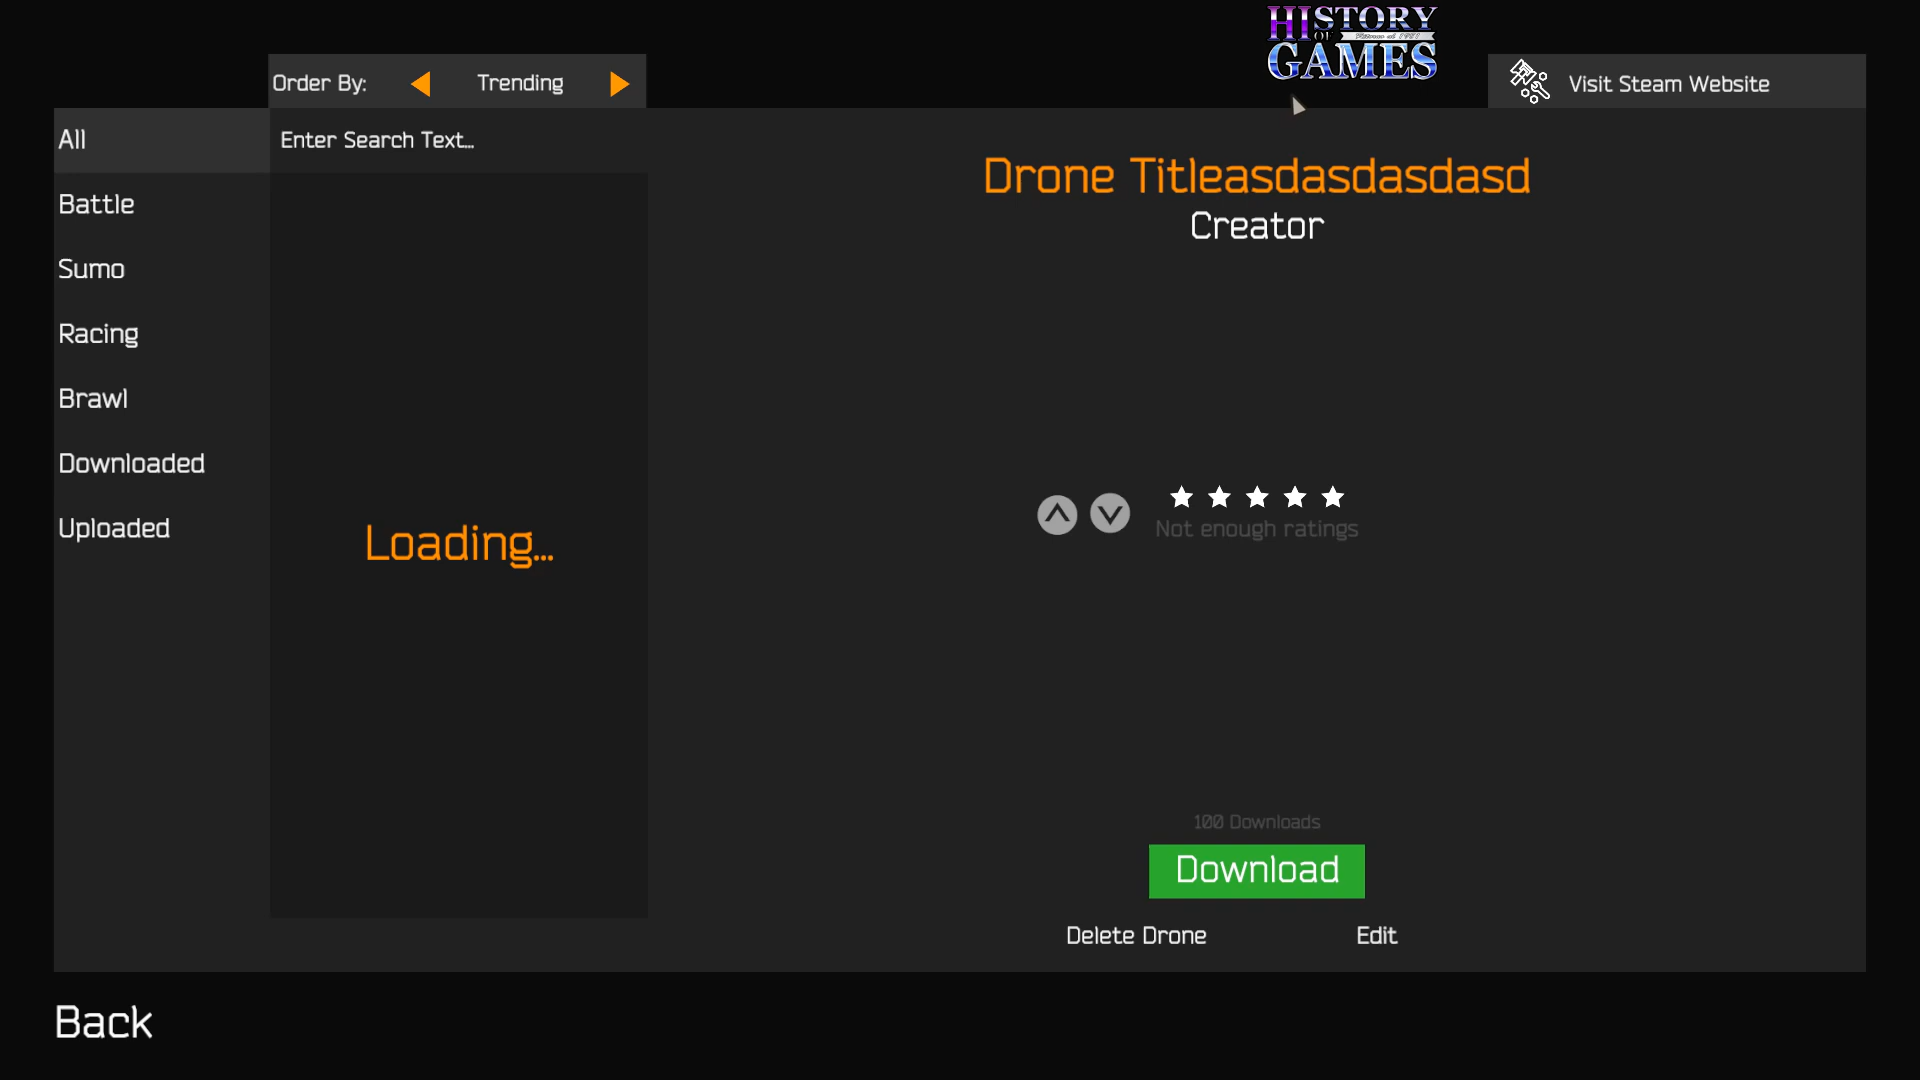 HISTORY
OF
GAMES
Order By:
Trending
Visit Steam Website
All
Enter Search Text...
Drone Titleasdasdasdasd
Creator
Battle
Sumo
Racing
Brawl
Downloaded
Uploaded
Loading...
Not enough ratings
100 Downloads
Download
Delete Drone
Edit
Back